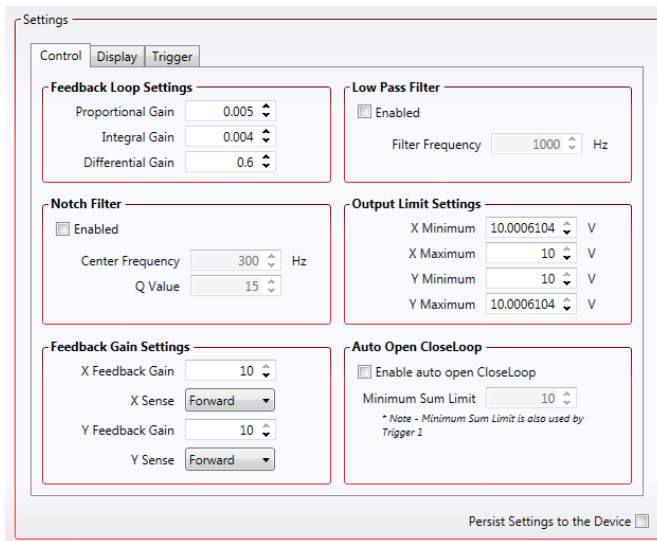 Settings
Control Display Trigger
Feedback Loop Settings
Proportional Gain 0.005
Integral Gain 0.004
Differential Gain 0.6
Low Pass Filter
Enabled
Filter Frequency 1000 Hz
Notch Filter
Enabled
Center Frequency 300 Hz
Q Value 15
Output Limit Settings
X Minimum 10.0006104 V
X Maximum 10 V
Y Minimum 10 V
Y Maximum 10.0006104 V
Feedback Gain Settings
X Feedback Gain 10
X Sense Forward
Y Feedback Gain 10
Y Sense Forward
Auto Open CloseLoop
Enable auto open CloseLoop
Minimum Sum Limit 10
* Note - Minimum Sum Limit is also used by
Trigger 1
Persist Settings to the Device